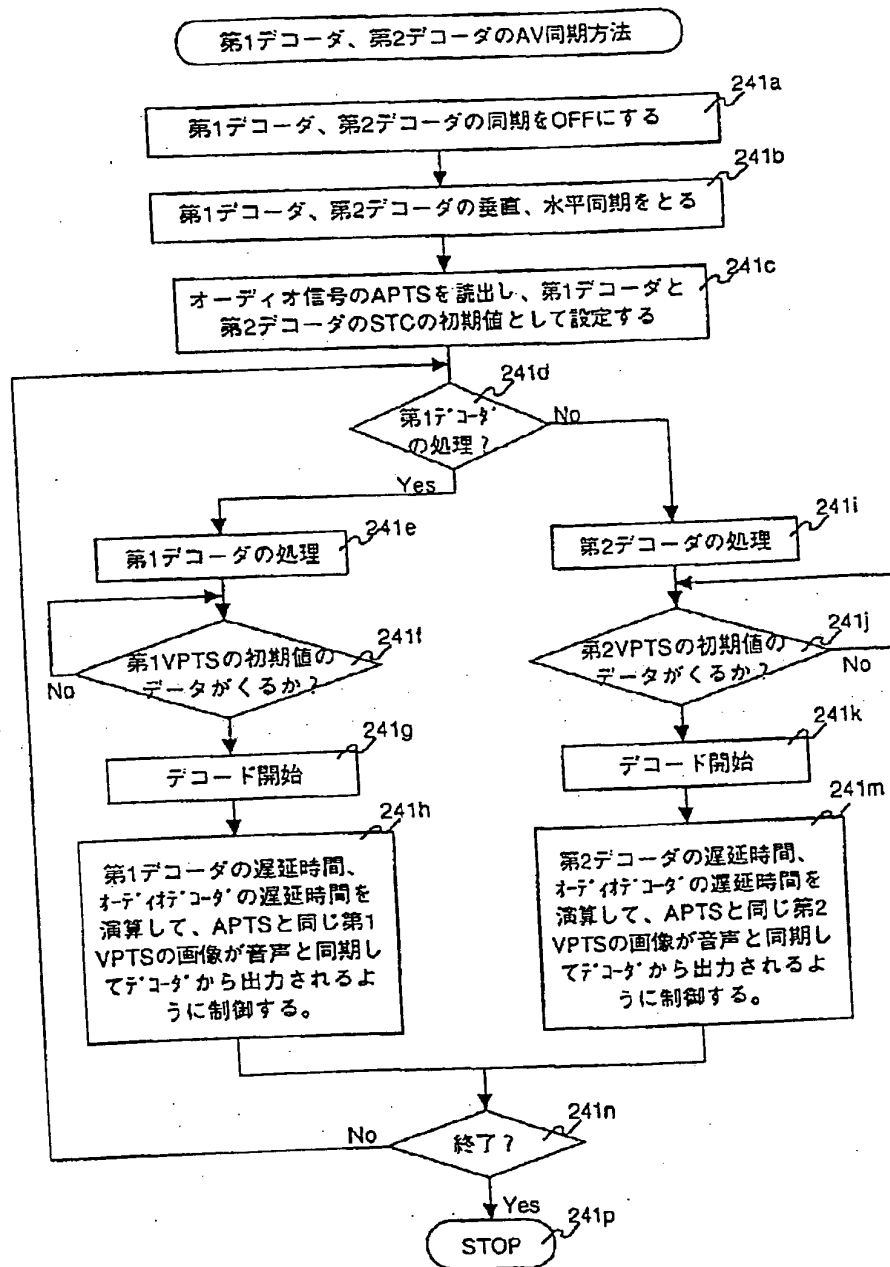 第1デコーダ、第2デコーダのAV同期方法
241a
第1デコーダ、第2デコーダの同期をOFFにする
241b
第1デコーダ、第2デコーダの垂直、水平同期をとる
241c
オーディオ信号のAPTSを読出し、第1デコーダと
第2デコーダのSTCの初期値として設定する
241d
第1デコーダ
の処理?
No
Yes
241e
第1デコーダの処理
241i
第2デコーダの処理
241f
第1VPTSの初期値の
データがくるか?
No
241j
第2VPTSの初期値の
データがくるか?
No
241g
デコード開始
241k
デコード開始
241h
第1デコーダの遅延時間、
オーディオデコーダの遅延時間を
演算して、APTSと同じ第1
VPTSの画像が音声と同期し
てデコーダから出力されるよ
うに制御する。
241m
第2デコーダの遅延時間、
オーディオデコーダの遅延時間を
演算して、APTSと同じ第2
VPTSの画像が音声と同期し
てデコーダから出力されるよ
うに制御する。
241n
終了?
No
Yes
241p
STOP